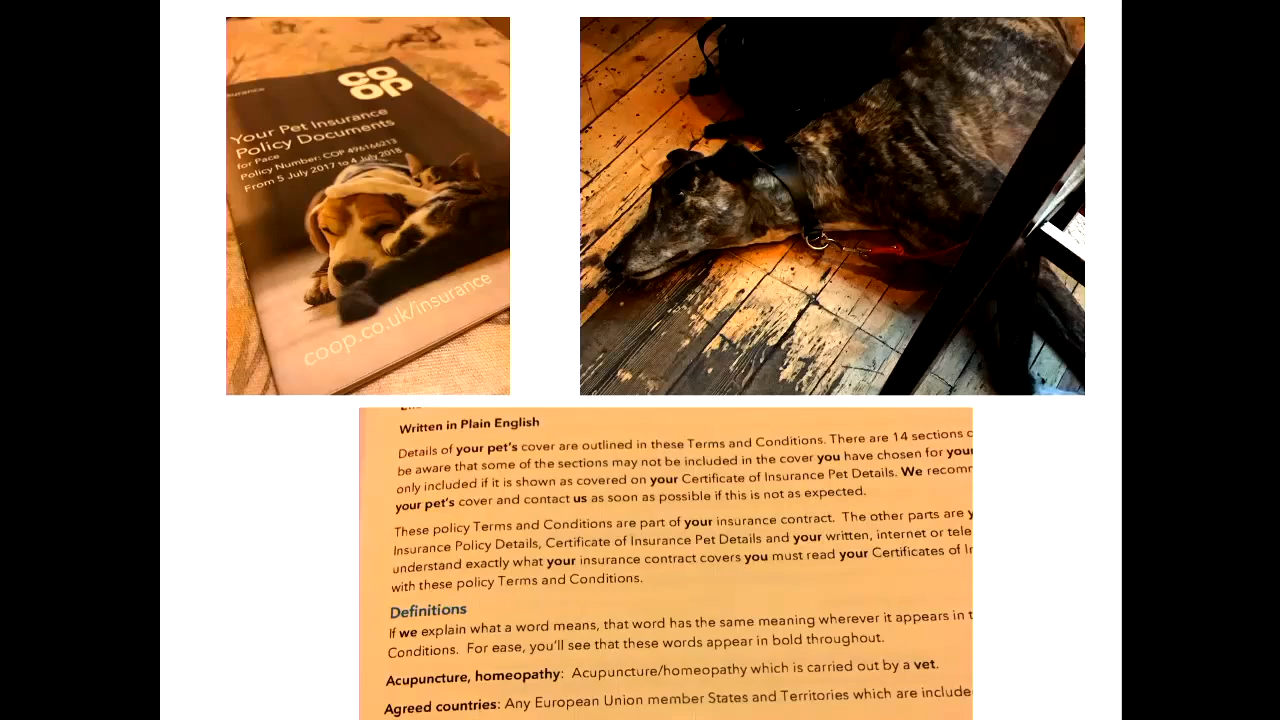 surance
CO
OP
Your Pet Insurance
Policy Documents
for Pace
Policy Number: COP 496166213
From 5 July 2017 to 4 July 2018
coop.co.uk/insurance
Written in Plain English
Details of your pet's cover are outlined in these Terms and Conditions. There are 14 sections
be aware that some of the sections may not be included in the cover you have chosen for your
only included if it is shown as covered on your Certificate of Insurance Pet Details. We recom
your pet's cover and contact us as soon as possible if this is not as expected.
These policy Terms and Conditions are part of your insurance contract. The other parts are
Insurance Policy Details, Certificate of Insurance Pet Details and your written, internet or tele
understand exactly what your insurance contract covers you must read your Certificates of
with these policy Terms and Conditions.
Definitions
If we explain what a word means, that word has the same meaning wherever it appears in
Conditions. For ease, you'll see that these words appear in bold throughout.
Acupuncture, homeopathy: Acupuncture/homeopathy which is carried out by a vet.
Agreed countries: Any European Union member States and Territories which are include